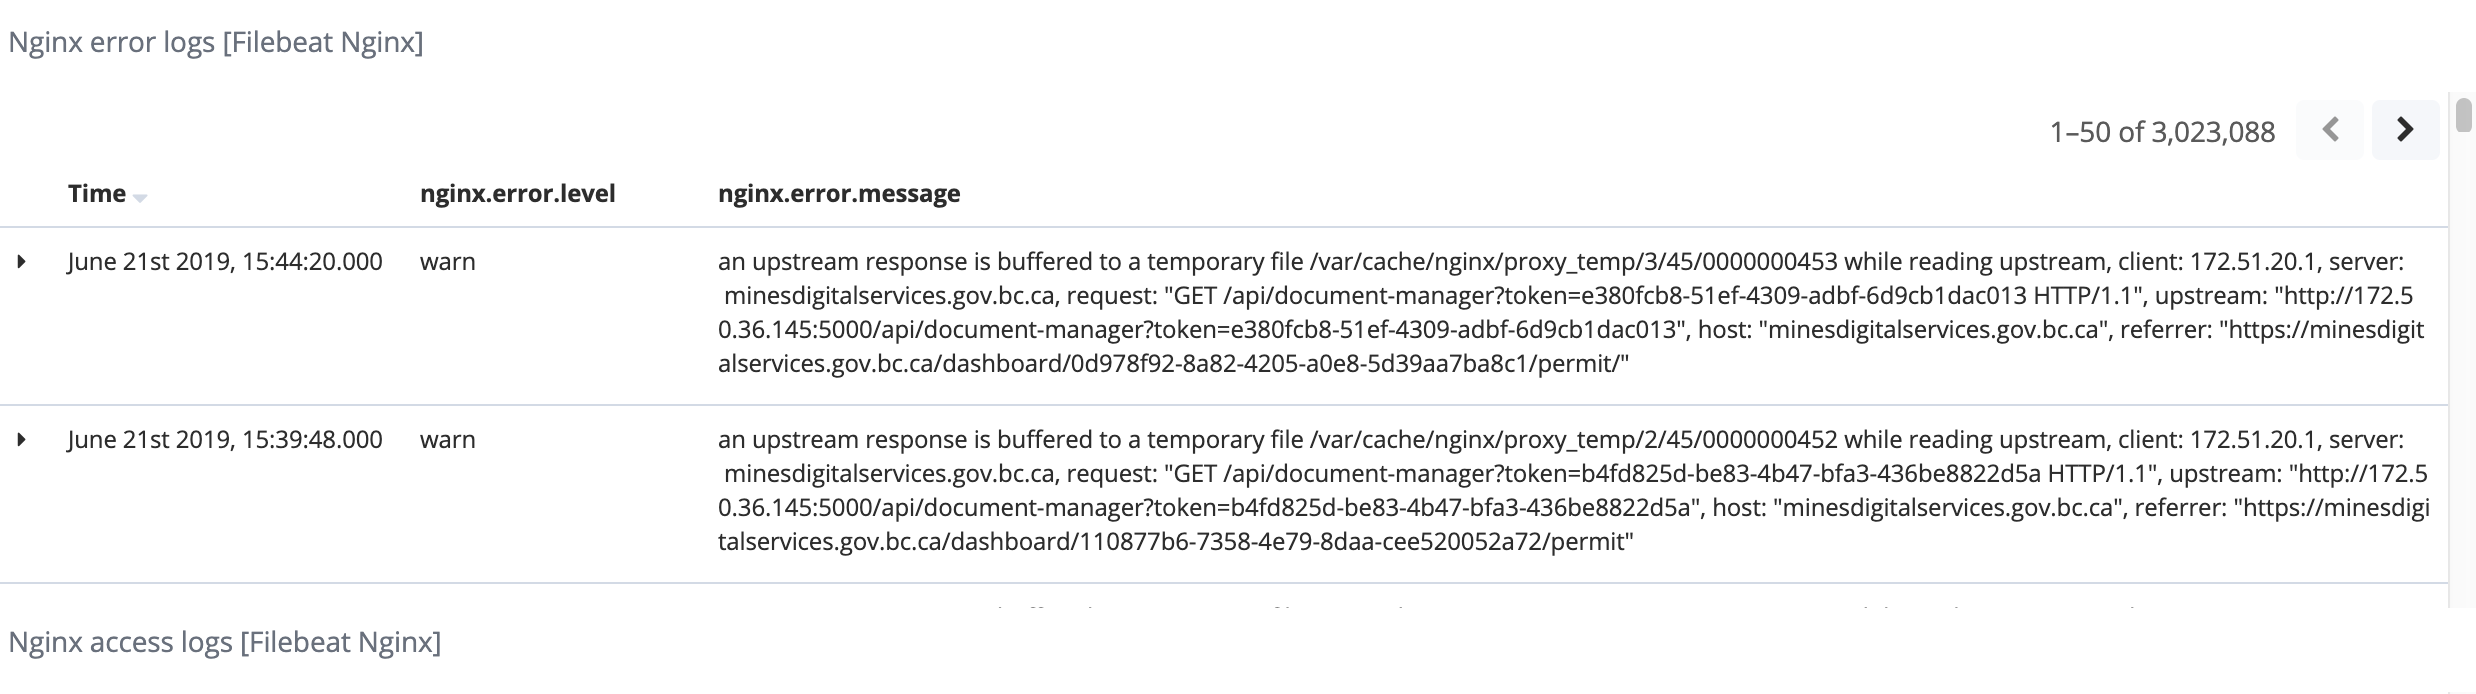 Nginx error logs [Filebeat Nginx]
1–50 of 3,023,088
Time nginx.error.level nginx.error.message
June 21st 2019, 15:44:20.000 warn an upstream response is buffered to a temporary file /var/cache/nginx/proxy_temp/3/45/0000000453 while reading upstream, client: 172.51.20.1, server:
minesdigitalservices.gov.bc.ca, request: "GET /api/document-manager?token=e380fcb8-51ef-4309-adbf-6d9cb1dac013 HTTP/1.1", upstream: "http://172.5
0.36.145:5000/api/document-manager?token=e380fcb8-51ef-4309-adbf-6d9cb1dac013", host: "minesdigitalservices.gov.bc.ca", referrer: "https://minesdigit
alservices.gov.bc.ca/dashboard/0d978f92-8a82-4205-a0e8-5d39aa7ba8c1/permit/"
June 21st 2019, 15:39:48.000 warn an upstream response is buffered to a temporary file /var/cache/nginx/proxy_temp/2/45/0000000452 while reading upstream, client: 172.51.20.1, server:
minesdigitalservices.gov.bc.ca, request: "GET /api/document-manager?token=b4fd825d-be83-4b47-bfa3-436be8822d5a HTTP/1.1", upstream: "http://172.5
0.36.145:5000/api/document-manager?token=b4fd825d-be83-4b47-bfa3-436be8822d5a", host: "minesdigitalservices.gov.bc.ca", referrer: "https://minesdigi
talservices.gov.bc.ca/dashboard/110877b6-7358-4e79-8daa-cee520052a72/permit"
Nginx access logs [Filebeat Nginx]